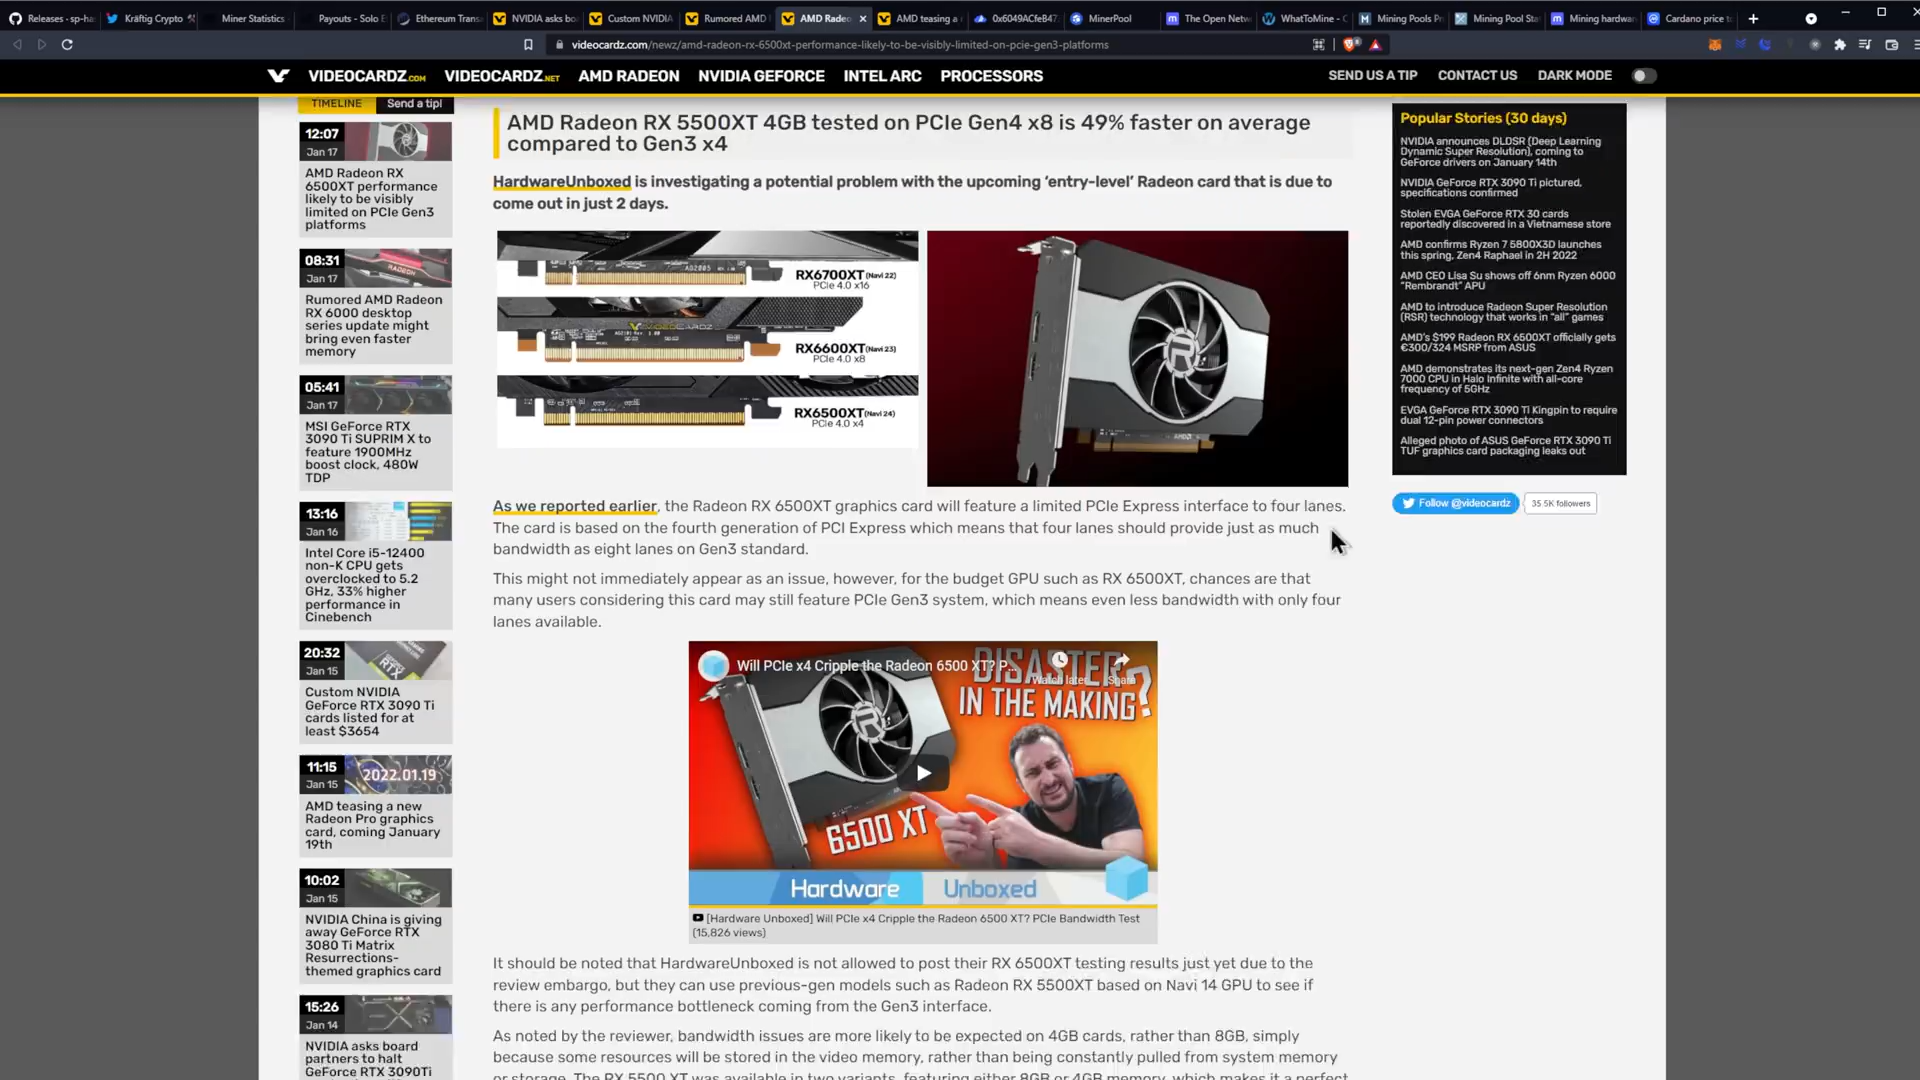 Releases - sp-ha
Kräftig Crypto
Miner Statistics
Payouts - Solo E
Ethereum Trans
NVIDIA asks bo
Custom NVIDIA
Rumored AMD
AMD Radeo
AMD teasing a
0x6049ACfeB47
MinerPool
The Open Netw
WhatToMine - C
Mining Pools Pr
Mining Pool Sta
Mining hardwar
Cardano price to
videocardz.com/newz/amd-radeon-rx-6500xt-performance-likely-to-be-visibly-limited-on-pcie-gen3-platforms
VIDEOCARDZ.COM
VIDEOCARDZ.NET
AMD RADEON
NVIDIA GEFORCE
INTEL ARC
PROCESSORS
SEND US A TIP
CONTACT US
DARK MODE
TIMELINE
Send a tip!
12:07
Jan 17
AMD Radeon RX
6500XT performance
likely to be visibly
limited on PCIe Gen3
platforms
08:31
Jan 17
RADEON
Rumored AMD Radeon
RX 6000 desktop
series update might
bring even faster
memory
05:41
Jan 17
MSI GeForce RTX
3090 Ti SUPRIM X to
feature 1900MHz
boost clock, 480W
TDP
13:16
Jan 16
Intel Core i5-12400
non-K CPU gets
overclocked to 5.2
GHz, 33% higher
performance in
Cinebench
20:32
Jan 15
RTX
Custom NVIDIA
GeForce RTX 3090 Ti
cards listed for at
least $3654
11:15
Jan 15
2022.01.19
AMD teasing a new
Radeon Pro graphics
card, coming January
19th
10:02
Jan 15
NVIDIA China is giving
away GeForce RTX
3080 Ti Matrix
Resurrections-
themed graphics card
15:26
Jan 14
NVIDIA asks board
partners to halt
GeForce RTX 3090Ti
AMD Radeon RX 5500XT 4GB tested on PCIe Gen4 x8 is 49% faster on average
compared to Gen3 x4
HardwareUnboxed is investigating a potential problem with the upcoming ‘entry-level’ Radeon card that is due to
come out in just 2 days.
RX6700XT (Navi 22)
PCIe 4.0 x16
VIDEOCARDZ
RX6600XT (Navi 23)
PCIe 4.0 x8
RX6500XT (Navi 24)
PCIe 4.0 x4
As we reported earlier, the Radeon RX 6500XT graphics card will feature a limited PCIe Express interface to four lanes.
The card is based on the fourth generation of PCI Express which means that four lanes should provide just as much
bandwidth as eight lanes on Gen3 standard.
This might not immediately appear as an issue, however, for the budget GPU such as RX 6500XT, chances are that
many users considering this card may still feature PCIe Gen3 system, which means even less bandwidth with only four
lanes available.
Will PCIe x4 Cripple the Radeon 6500 XT? P...
Watch later
Share
DISASTER
IN THE MAKING?
6500 XT
Hardware Unboxed
[Hardware Unboxed] Will PCIe x4 Cripple the Radeon 6500 XT? PCIe Bandwidth Test
(15,826 views)
It should be noted that HardwareUnboxed is not allowed to post their RX 6500XT testing results just yet due to the
review embargo, but they can use previous-gen models such as Radeon RX 5500XT based on Navi 14 GPU to see if
there is any performance bottleneck coming from the Gen3 interface.
As noted by the reviewer, bandwidth issues are more likely to be expected on 4GB cards, rather than 8GB, simply
because some resources will be stored in the video memory, rather than being constantly pulled from system memory
or storage. The RX 5500 XT was available in two variants, featuring either 8GB or 4GB memory, which makes it a perfect
Popular Stories (30 days)
NVIDIA announces DLDSR (Deep Learning
Dynamic Super Resolution), coming to
GeForce drivers on January 14th
NVIDIA GeForce RTX 3090 Ti pictured,
specifications confirmed
Stolen EVGA GeForce RTX 30 cards
reportedly discovered in a Vietnamese store
AMD confirms Ryzen 7 5800X3D launches
this spring, Zen4 Raphael in 2H 2022
AMD CEO Lisa Su shows off 6nm Ryzen 6000
“Rembrandt” APU
AMD to introduce Radeon Super Resolution
(RSR) technology that works in “all” games
AMD’s $199 Radeon RX 6500XT officially gets
€300/324 MSRP from ASUS
AMD demonstrates its next-gen Zen4 Ryzen
7000 CPU in Halo Infinite with all-core
frequency of 5GHz
EVGA GeForce RTX 3090 Ti Kingpin to require
dual 12-pin power connectors
Alleged photo of ASUS GeForce RTX 3090 Ti
TUF graphics card packaging leaks out
Follow @videocardz
35.5K followers